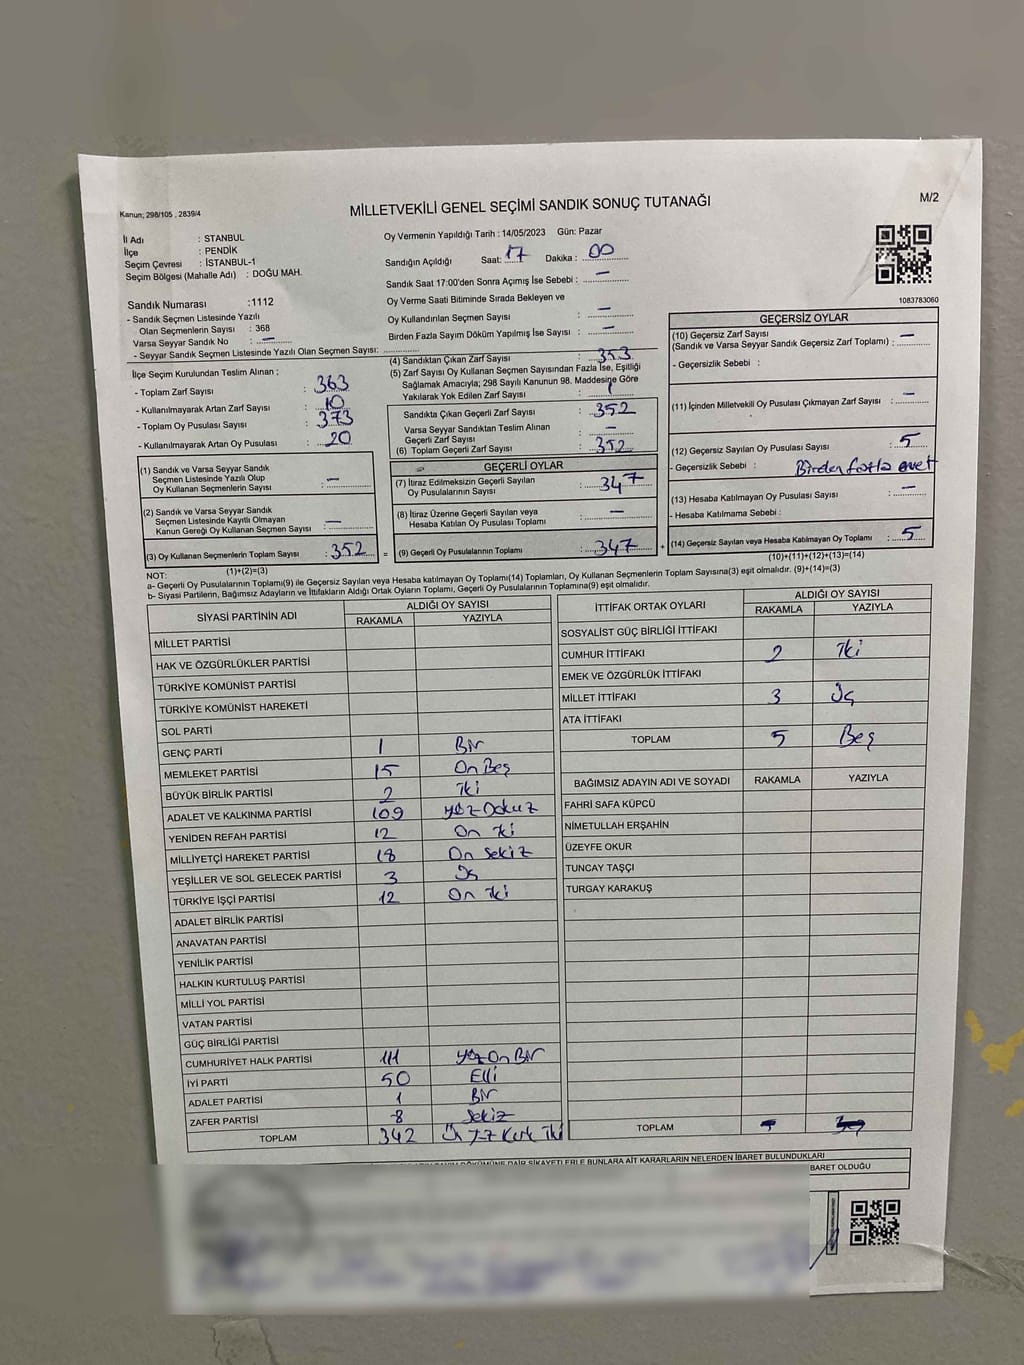 Kanun; 298/105 , 2839/4
MİLLETVEKİLİ GENEL SEÇİMİ SANDIK SONUÇ TUTANAĞI
M/2
İl Adı : STANBUL
İlçe : PENDİK
Seçim Çevresi : İSTANBUL-1
Seçim Bölgesi (Mahalle Adı) : DOĞU MAH.
Oy Vermenin Yapıldığı Tarih : 14/05/2023 Gün: Pazar
Sandığın Açıldığı Saat: 17 Dakika : 00
Sandık Saat 17:00'den Sonra Açımış İse Sebebi : —
Oy Verme Saati Bitiminde Sırada Bekleyen ve
Oy Kullandırılan Seçmen Sayısı : —
Birden Fazla Sayım Döküm Yapılmış İse Sayısı : —
1083783060
Sandık Numarası :1112
- Sandık Seçmen Listesinde Yazılı
Olan Seçmenlerin Sayısı : 368
Varsa Seyyar Sandık No : —
- Seyyar Sandık Seçmen Listesinde Yazılı Olan Seçmen Sayısı:
İlçe Seçim Kurulundan Teslim Alınan ;
- Toplam Zarf Sayısı : 363
- Kullanılmayarak Artan Zarf Sayısı : 10
- Toplam Oy Pusulası Sayısı : 373
- Kullanılmayarak Artan Oy Pusulası : 20
(1) Sandık ve Varsa Seyyar Sandık
Seçmen Listesinde Yazılı Olup
Oy Kullanan Seçmenlerin Sayısı : —
(2) Sandık ve Varsa Seyyar Sandık
Seçmen Listesinde Kayıtlı Olmayan
Kanun Gereği Oy Kullanan Seçmen Sayısı : —
(3) Oy Kullanan Seçmenlerin Toplam Sayısı : 352 =
(1)+(2)=(3)
(4) Sandıktan Çıkan Zarf Sayısı : 353
(5) Zarf Sayısı Oy Kullanan Seçmen Sayısından Fazla İse, Eşitliği
Sağlamak Amacıyla; 298 Sayılı Kanunun 98. Maddesine Göre
Yakılarak Yok Edilen Zarf Sayısı : 1
Sandıkta Çıkan Geçerli Zarf Sayısı : 352
Varsa Seyyar Sandıktan Teslim Alınan
Geçerli Zarf Sayısı : —
(6) Toplam Geçerli Zarf Sayısı : 352
GEÇERLİ OYLAR
(7) İtiraz Edilmeksizin Geçerli Sayılan
Oy Pusulalarının Sayısı : 347
(8) İtiraz Üzerine Geçerli Sayılan veya
Hesaba Katılan Oy Pusulası Toplamı : —
(9) Geçerli Oy Pusulalarının Toplamı : 347 +
GEÇERSİZ OYLAR
(10) Geçersiz Zarf Sayısı
(Sandık ve Varsa Seyyar Sandık Geçersiz Zarf Toplamı) : —
- Geçersizlik Sebebi :
(11) İçinden Milletvekili Oy Pusulası Çıkmayan Zarf Sayısı : —
(12) Geçersiz Sayılan Oy Pusulası Sayısı : 5
- Geçersizlik Sebebi : Birden fazla evet
(13) Hesaba Katılmayan Oy Pusulası Sayısı : —
- Hesaba Katılmama Sebebi :
(14) Geçersiz Sayılan veya Hesaba Katılmayan Oy Toplamı : 5
(10)+(11)+(12)+(13)=(14)
NOT:
a- Geçerli Oy Pusulalarının Toplamı(9) ile Geçersiz Sayılan veya Hesaba katılmayan Oy Toplamı(14) Toplamları, Oy Kullanan Seçmenlerin Toplam Sayısına(3) eşit olmalıdır. (9)+(14)=(3)
b- Siyasi Partilerin, Bağımsız Adayların ve İttifakların Aldığı Ortak Oyların Toplamı, Geçerli Oy Pusulalarının Toplamına(9) eşit olmalıdır.
SİYASİ PARTİNİN ADI ALDIĞI OY SAYISI
RAKAMLA YAZIYLA
MİLLET PARTİSİ
HAK VE ÖZGÜRLÜKLER PARTİSİ
TÜRKİYE KOMÜNİST PARTİSİ
TÜRKİYE KOMÜNİST HAREKETİ
SOL PARTİ
GENÇ PARTİ 1 Bir
MEMLEKET PARTİSİ 15 On Beş
BÜYÜK BİRLİK PARTİSİ 2 İki
ADALET VE KALKINMA PARTİSİ 109 Yüz Dokuz
YENİDEN REFAH PARTİSİ 12 On İki
MİLLİYETÇİ HAREKET PARTİSİ 18 On Sekiz
YEŞİLLER VE SOL GELECEK PARTİSİ 3 Üç
TÜRKİYE İŞÇİ PARTİSİ 12 On İki
ADALET BİRLİK PARTİSİ
ANAVATAN PARTİSİ
YENİLİK PARTİSİ
HALKIN KURTULUŞ PARTİSİ
MİLLİ YOL PARTİSİ
VATAN PARTİSİ
GÜÇ BİRLİĞİ PARTİSİ
CUMHURİYET HALK PARTİSİ 111 Yüz On Bir
İYİ PARTİ 50 Elli
ADALET PARTİSİ 1 Bir
ZAFER PARTİSİ 8 Sekiz
TOPLAM 342 Kırk İki
İTTİFAK ORTAK OYLARI ALDIĞI OY SAYISI
RAKAMLA YAZIYLA
SOSYALİST GÜÇ BİRLİĞİ İTTİFAKI
CUMHUR İTTİFAKI 2 İki
EMEK VE ÖZGÜRLÜK İTTİFAKI
MİLLET İTTİFAKI 3 Üç
ATA İTTİFAKI
TOPLAM 5 Beş
BAĞIMSIZ ADAYIN ADI VE SOYADI RAKAMLA YAZIYLA
FAHRİ SAFA KÜPCÜ
NİMETULLAH ERŞAHİN
ÜZEYFE OKUR
TUNCAY TAŞÇI
TURGAY KARAKUŞ
TOPLAM
ŞİKAYETLERLE BUNLARA AİT KARARLARIN NELERDEN İBARET BULUNDUKLARI
BARET OLDUĞU